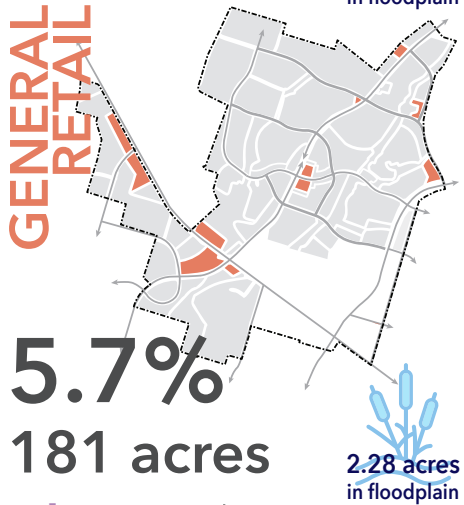 in floodplain
GENERAL
RETAIL
5.7%
181 acres
2.28 acres
in floodplain